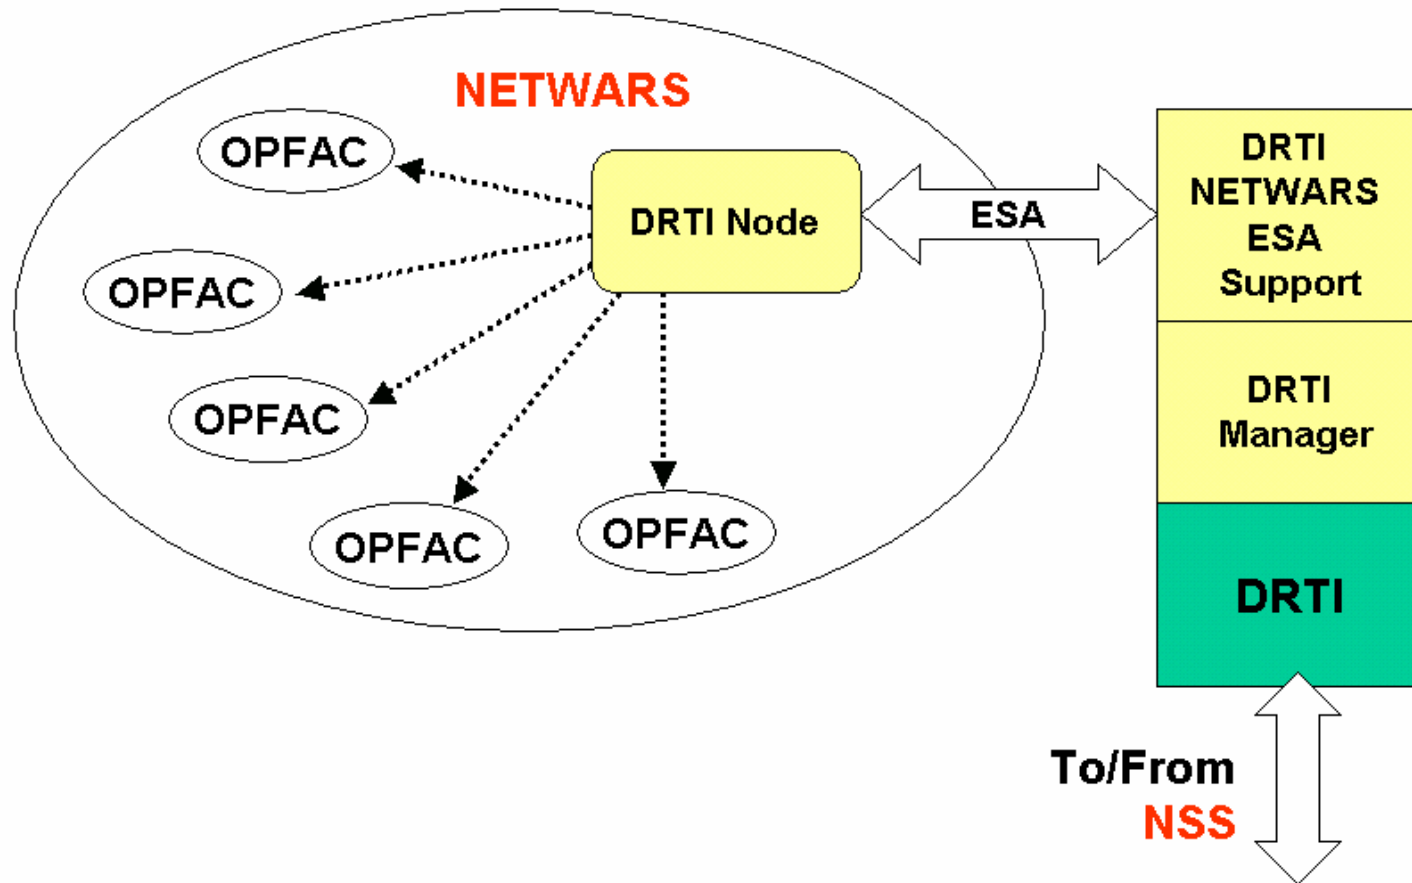 NETWARS
OPFAC
OPFAC
OPFAC
OPFAC
OPFAC
DRTI Node
ESA
DRTI
NETWARS
ESA
Support
DRTI
Manager
DRTI
To/From
NSS